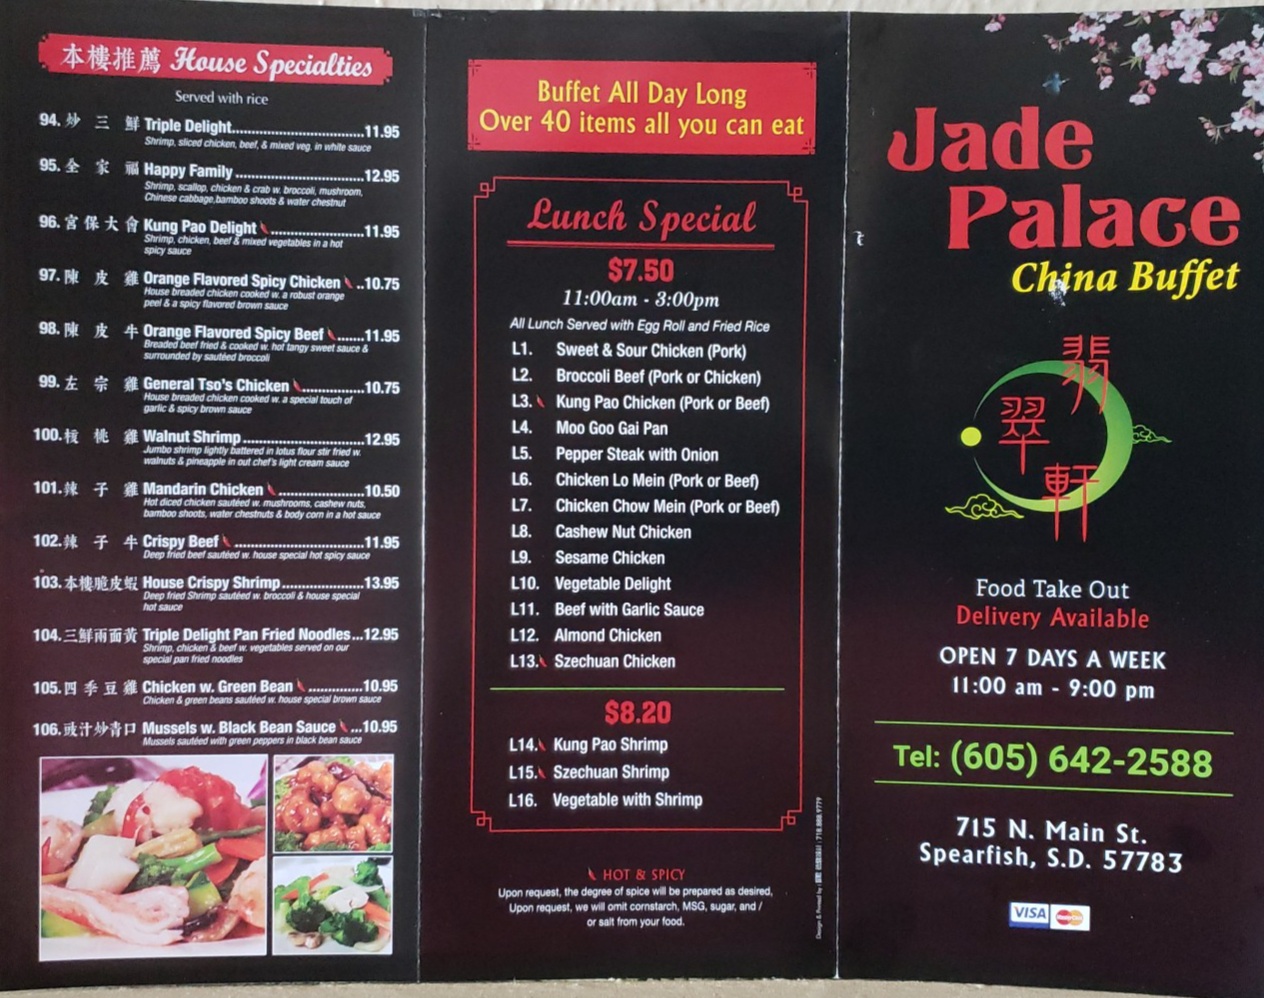 本樓推薦 House Specialties
Served with rice
94. 炒三鮮 Triple Delight..............................11.95
Shrimp, sliced chicken, beef, & mixed veg. in white sauce
95. 全家福 Happy Family ..............................12.95
Shrimp, scallop, chicken & crab w. broccoli, mushroom,
Chinese cabbage,bamboo shoots & water chestnut
96. 宮保大會 Kung Pao Delight ......................11.95
Shrimp, chicken, beef & mixed vegetables in a hot
spicy sauce
97. 陳皮雞 Orange Flavored Spicy Chicken ..10.75
House breaded chicken cooked w. a robust orange
peel & a spicy flavored brown sauce
98. 陳皮牛 Orange Flavored Spicy Beef .......11.95
Breaded beef fried & cooked w. hot tangy sweet sauce &
surrounded by sautéed broccoli
99. 左宗雞 General Tso's Chicken ...............10.75
House breaded chicken cooked w. a special touch of
garlic & spicy brown sauce
100. 核桃雞 Walnut Shrimp............................12.95
Jumbo shrimp lightly battered in lotus flour stir fried w.
walnuts & pineapple in out chef's light cream sauce
101. 辣子雞 Mandarin Chicken ....................10.50
Hot diced chicken sautéed w. mushrooms, cashew nuts,
bamboo shoots, water chestnuts & body corn in a hot sauce
102. 辣子牛 Crispy Beef ..............................11.95
Deep fried beef sautéed w. house special hot spicy sauce
103. 本樓脆皮蝦 House Crispy Shrimp...................13.95
Deep fried Shrimp sautéed w. broccoli & house special
hot sauce
104. 三鮮兩面黃 Triple Delight Pan Fried Noodles...12.95
Shrimp, chicken & beef w. vegetables served on our
special pan fried noodles
105. 四季豆雞 Chicken w. Green Bean .............10.95
Chicken & green beans sautéed w. house special brown sauce
106. 豉汁炒青口 Mussels w. Black Bean Sauce ...10.95
Mussels sautéed with green peppers in black bean sauce
Buffet All Day Long
Over 40 items all you can eat
Lunch Special
$7.50
11:00am - 3:00pm
All Lunch Served with Egg Roll and Fried Rice
L1. Sweet & Sour Chicken (Pork)
L2. Broccoli Beef (Pork or Chicken)
L3. Kung Pao Chicken (Pork or Beef)
L4. Moo Goo Gai Pan
L5. Pepper Steak with Onion
L6. Chicken Lo Mein (Pork or Beef)
L7. Chicken Chow Mein (Pork or Beef)
L8. Cashew Nut Chicken
L9. Sesame Chicken
L10. Vegetable Delight
L11. Beef with Garlic Sauce
L12. Almond Chicken
L13. Szechuan Chicken
$8.20
L14. Kung Pao Shrimp
L15. Szechuan Shrimp
L16. Vegetable with Shrimp
HOT & SPICY
Upon request, the degree of spice will be prepared as desired,
Upon request, we will omit cornstarch, MSG, sugar, and /
or salt from your food.
Design & Printed by : 718.888.9779
Jade
Palace
China Buffet
翡
翠
軒
Food Take Out
Delivery Available
OPEN 7 DAYS A WEEK
11:00 am - 9:00 pm
Tel: (605) 642-2588
715 N. Main St.
Spearfish, S.D. 57783
VISA MasterCard